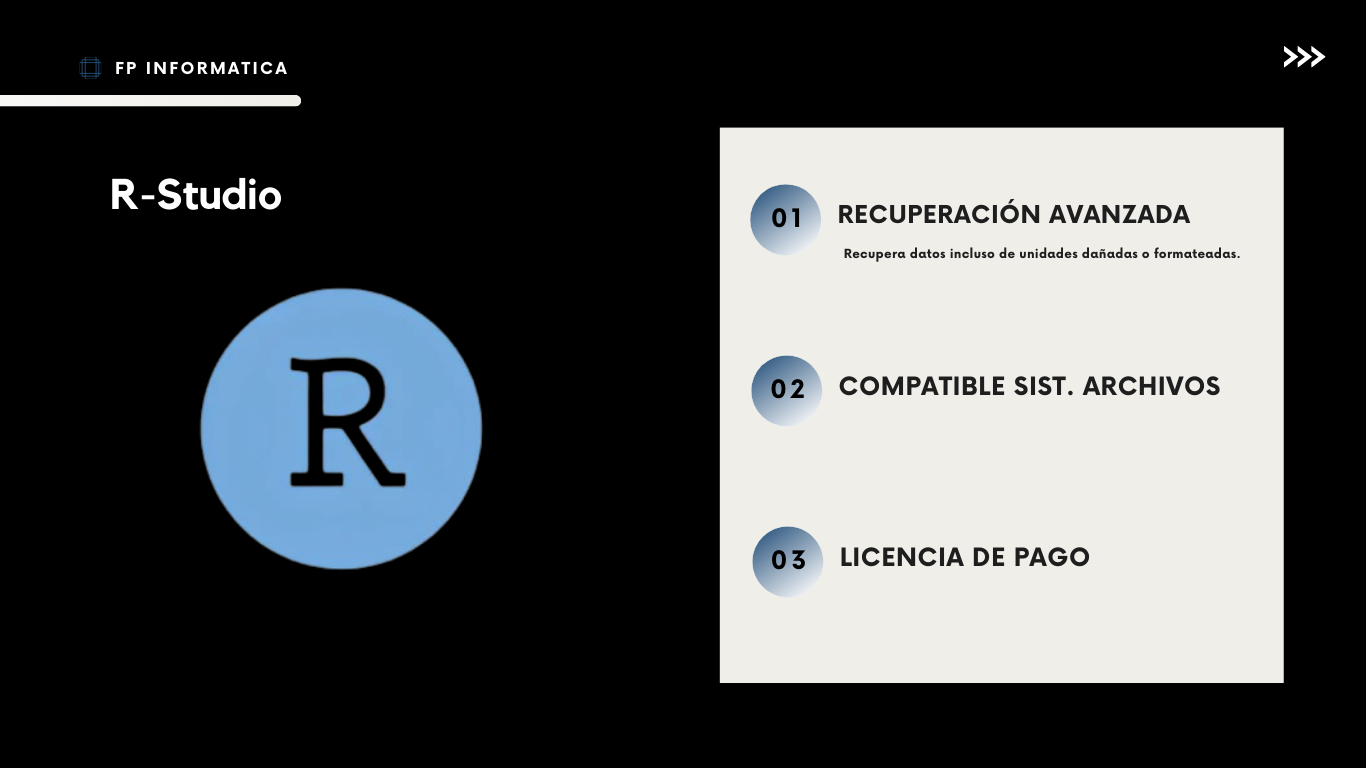 FP INFORMATICA
R-Studio
R
01
RECUPERACIÓN AVANZADA
Recupera datos incluso de unidades dañadas o formateadas.
02
COMPATIBLE SIST. ARCHIVOS
03
LICENCIA DE PAGO